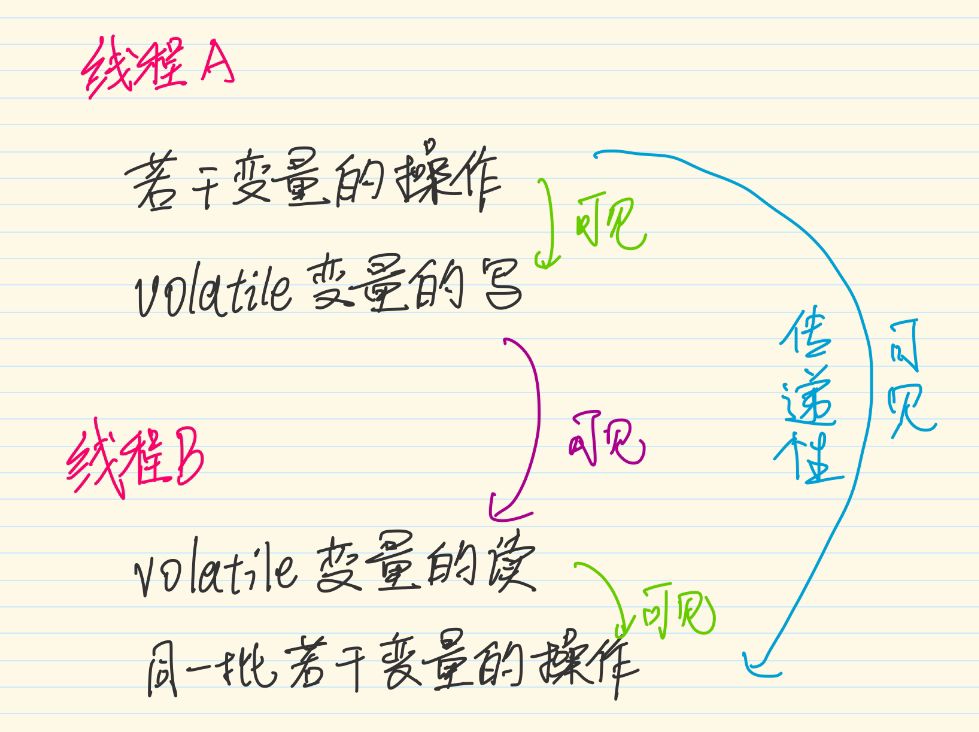 线程A
若干变量的操作
可见
volatile 变量的写
传递性
可见
可见
线程B
volatile 变量的读
可见
同一批若干变量的操作